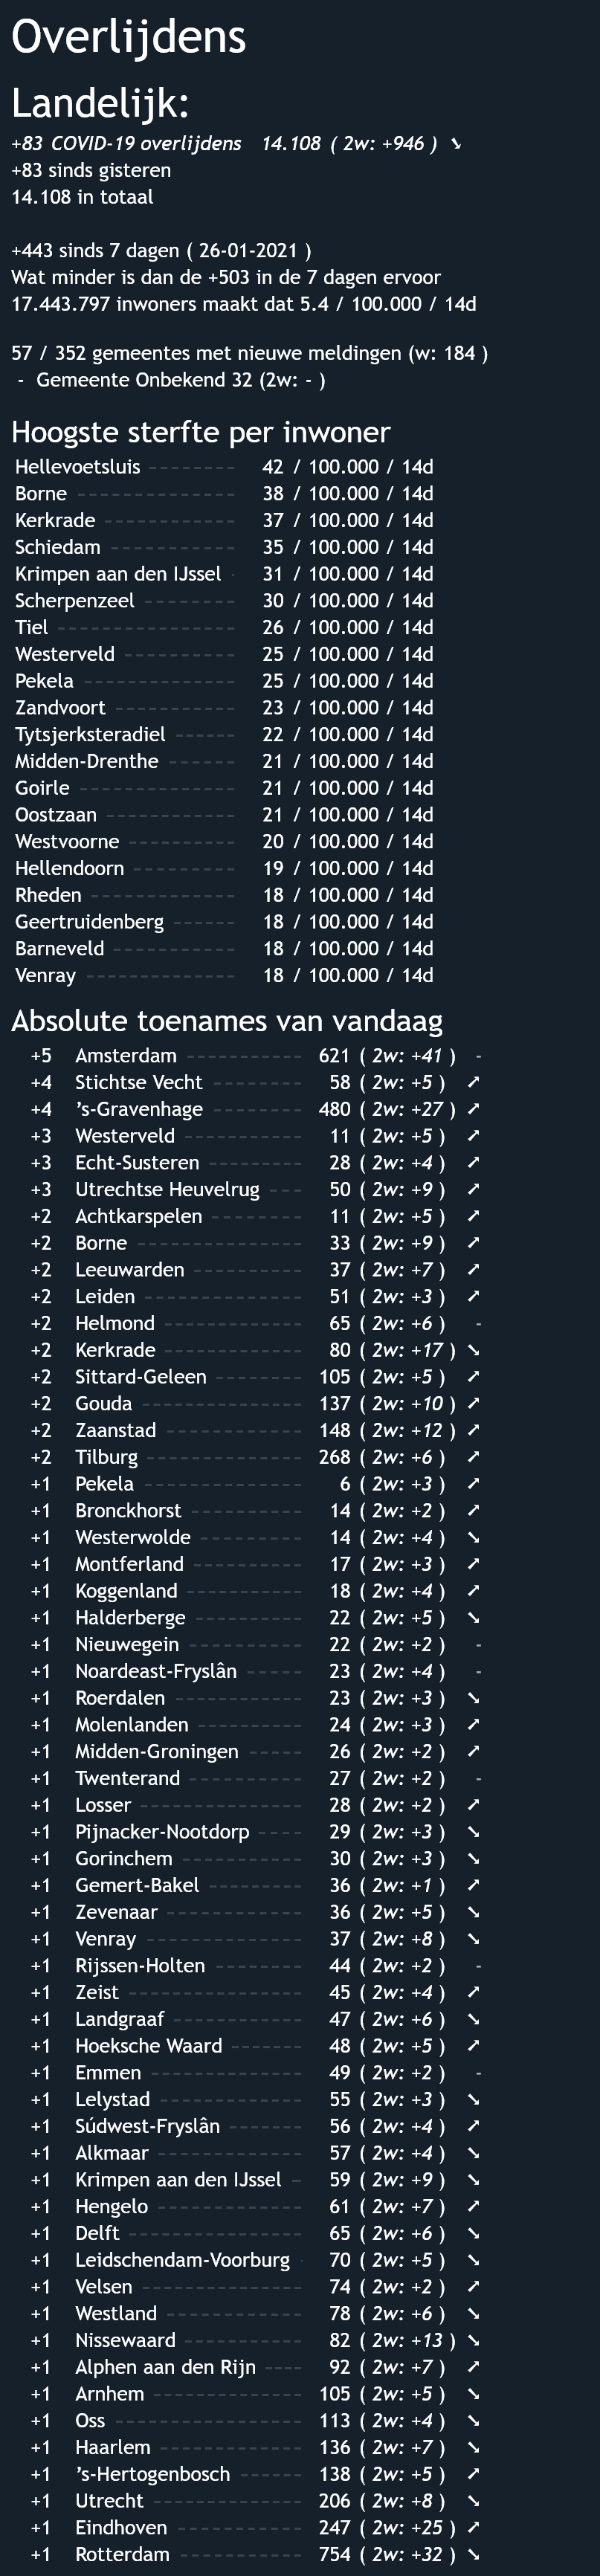 Overlijdens
Landelijk:
+83 COVID-19 overlijdens 14.108 ( 2w: +946 ) ➘
+83 sinds gisteren
14.108 in totaal
+443 sinds 7 dagen ( 26-01-2021 )
Wat minder is dan de +503 in de 7 dagen ervoor
17.443.797 inwoners maakt dat 5.4 / 100.000 / 14d
57 / 352 gemeentes met nieuwe meldingen (w: 184 )
- Gemeente Onbekend 32 (2w: - )
Hoogste sterfte per inwoner
Hellevoetsluis -------- 42 / 100.000 / 14d
Borne -------------- 38 / 100.000 / 14d
Kerkrade ------------ 37 / 100.000 / 14d
Schiedam ----------- 35 / 100.000 / 14d
Krimpen aan den IJssel - 31 / 100.000 / 14d
Scherpenzeel -------- 30 / 100.000 / 14d
Tiel ---------------- 26 / 100.000 / 14d
Westerveld ---------- 25 / 100.000 / 14d
Pekela ------------- 25 / 100.000 / 14d
Zandvoort ----------- 23 / 100.000 / 14d
Tytsjerksteradiel ----- 22 / 100.000 / 14d
Midden-Drenthe ------ 21 / 100.000 / 14d
Goirle -------------- 21 / 100.000 / 14d
Oostzaan ----------- 21 / 100.000 / 14d
Westvoorne --------- 20 / 100.000 / 14d
Hellendoorn --------- 19 / 100.000 / 14d
Rheden ------------- 18 / 100.000 / 14d
Geertruidenberg ----- 18 / 100.000 / 14d
Barneveld ----------- 18 / 100.000 / 14d
Venray ------------- 18 / 100.000 / 14d
Absolute toenames van vandaag
+5 Amsterdam ---------- 621 ( 2w: +41 ) -
+4 Stichtse Vecht -------- 58 ( 2w: +5 ) ➚
+4 's-Gravenhage -------- 480 ( 2w: +27 ) ➚
+3 Westerveld ---------- 11 ( 2w: +5 ) ➚
+3 Echt-Susteren -------- 28 ( 2w: +4 ) ➚
+3 Utrechtse Heuvelrug --- 50 ( 2w: +9 ) ➚
+2 Achtkarspelen -------- 11 ( 2w: +5 ) ➚
+2 Borne -------------- 33 ( 2w: +9 ) ➚
+2 Leeuwarden --------- 37 ( 2w: +7 ) ➚
+2 Leiden -------------- 51 ( 2w: +3 ) ➚
+2 Helmond ----------- 65 ( 2w: +6 ) -
+2 Kerkrade ------------ 80 ( 2w: +17 ) ➘
+2 Sittard-Geleen ------- 105 ( 2w: +5 ) ➚
+2 Gouda -------------- 137 ( 2w: +10 ) ➚
+2 Zaanstad ------------ 148 ( 2w: +12 ) ➚
+2 Tilburg ------------- 268 ( 2w: +6 ) ➚
+1 Pekela ------------- 6 ( 2w: +3 ) ➚
+1 Bronckhorst --------- 14 ( 2w: +2 ) ➚
+1 Westerwolde -------- 14 ( 2w: +4 ) ➘
+1 Montferland --------- 17 ( 2w: +3 ) ➚
+1 Koggenland --------- 18 ( 2w: +4 ) ➚
+1 Halderberge --------- 22 ( 2w: +5 ) ➘
+1 Nieuwegein --------- 22 ( 2w: +2 ) -
+1 Noardeast-Fryslân ----- 23 ( 2w: +4 ) -
+1 Roerdalen ----------- 23 ( 2w: +3 ) ➘
+1 Molenlanden --------- 24 ( 2w: +3 ) ➚
+1 Midden-Groningen ----- 26 ( 2w: +2 ) ➚
+1 Twenterand --------- 27 ( 2w: +2 ) -
+1 Losser -------------- 28 ( 2w: +2 ) ➚
+1 Pijnacker-Nootdorp ---- 29 ( 2w: +3 ) ➘
+1 Gorinchem ---------- 30 ( 2w: +3 ) ➘
+1 Gemert-Bakel -------- 36 ( 2w: +1 ) ➚
+1 Zevenaar ------------ 36 ( 2w: +5 ) ➘
+1 Venray ------------- 37 ( 2w: +8 ) ➘
+1 Rijssen-Holten ------- 44 ( 2w: +2 ) -
+1 Zeist --------------- 45 ( 2w: +4 ) ➚
+1 Landgraaf ----------- 47 ( 2w: +6 ) ➘
+1 Hoeksche Waard ------ 48 ( 2w: +5 ) ➚
+1 Emmen ------------- 49 ( 2w: +2 ) -
+1 Lelystad ------------ 55 ( 2w: +3 ) ➘
+1 Súdwest-Fryslân ------ 56 ( 2w: +4 ) ➚
+1 Alkmaar ------------ 57 ( 2w: +4 ) ➘
+1 Krimpen aan den IJssel - 59 ( 2w: +9 ) ➘
+1 Hengelo ------------ 61 ( 2w: +7 ) ➚
+1 Delft --------------- 65 ( 2w: +6 ) ➘
+1 Leidschendam-Voorburg - 70 ( 2w: +5 ) ➘
+1 Velsen ------------- 74 ( 2w: +2 ) ➚
+1 Westland ----------- 78 ( 2w: +6 ) ➘
+1 Nissewaard ---------- 82 ( 2w: +13 ) ➘
+1 Alphen aan den Rijn ---- 92 ( 2w: +7 ) ➚
+1 Arnhem ------------- 105 ( 2w: +5 ) ➘
+1 Oss ---------------- 113 ( 2w: +4 ) ➘
+1 Haarlem ------------ 136 ( 2w: +7 ) ➘
+1 's-Hertogenbosch ----- 138 ( 2w: +5 ) ➚
+1 Utrecht ------------- 206 ( 2w: +8 ) ➘
+1 Eindhoven ----------- 247 ( 2w: +25 ) ➚
+1 Rotterdam ---------- 754 ( 2w: +32 ) ➘